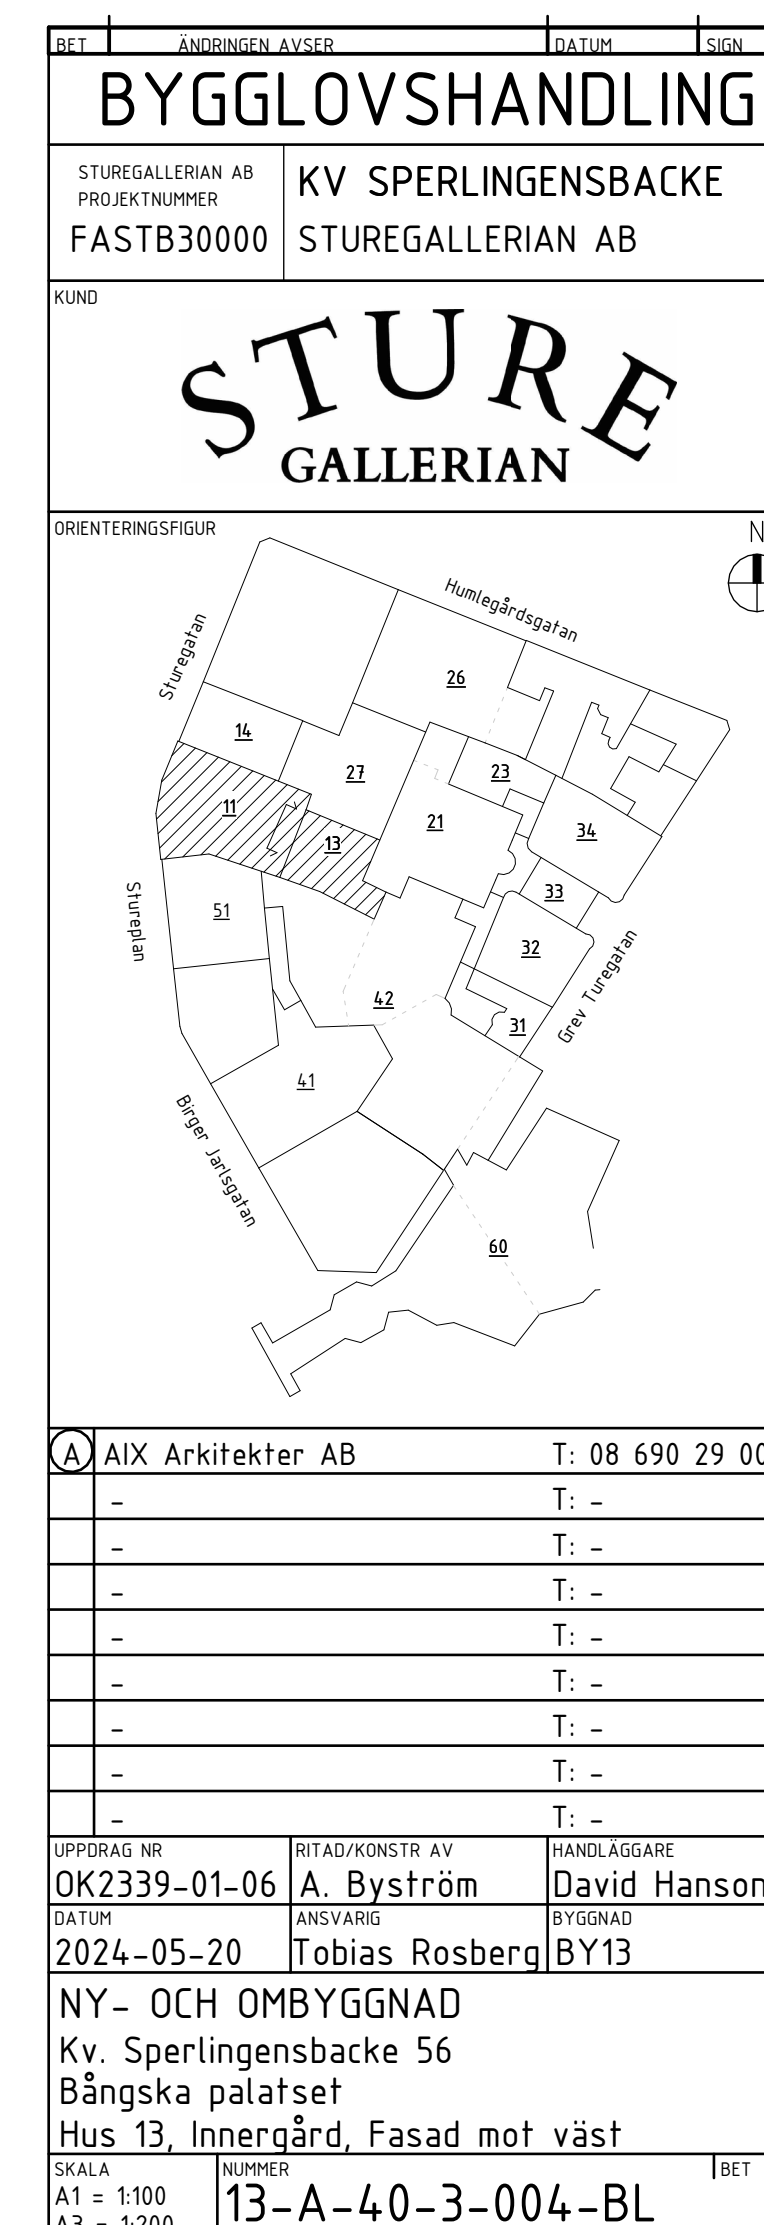 BET ÄNDRINGEN AVSER DATUM SIGN
BYGGLOVSHANDLING
STUREGALLERIAN AB
PROJEKTNUMMER
FASTB30000
KV SPERLINGENSBACKE
STUREGALLERIAN AB
KUND
STURE
GALLERIAN
ORIENTERINGSFIGUR
N
Humlegårdsgatan
Sturegatan
26
14
27
23
11
21
13
34
33
51
32
Stureplan
42
Grev Turegatan
31
41
Birger Jarlsgatan
60
A AIX Arkitekter AB T: 08 690 29 00
- T: -
- T: -
- T: -
- T: -
- T: -
- T: -
- T: -
- T: -
UPPDRAG NR RITAD/KONSTR AV HANDLÄGGARE
OK2339-01-06 A. Byström David Hanson
DATUM ANSVARIG BYGGNAD
2024-05-20 Tobias Rosberg BY13
NY- OCH OMBYGGNAD
Kv. Sperlingensbacke 56
Bångska palatset
Hus 13, Innergård, Fasad mot väst
SKALA NUMMER BET
A1 = 1:100 13-A-40-3-004-BL
A3 = 1:200